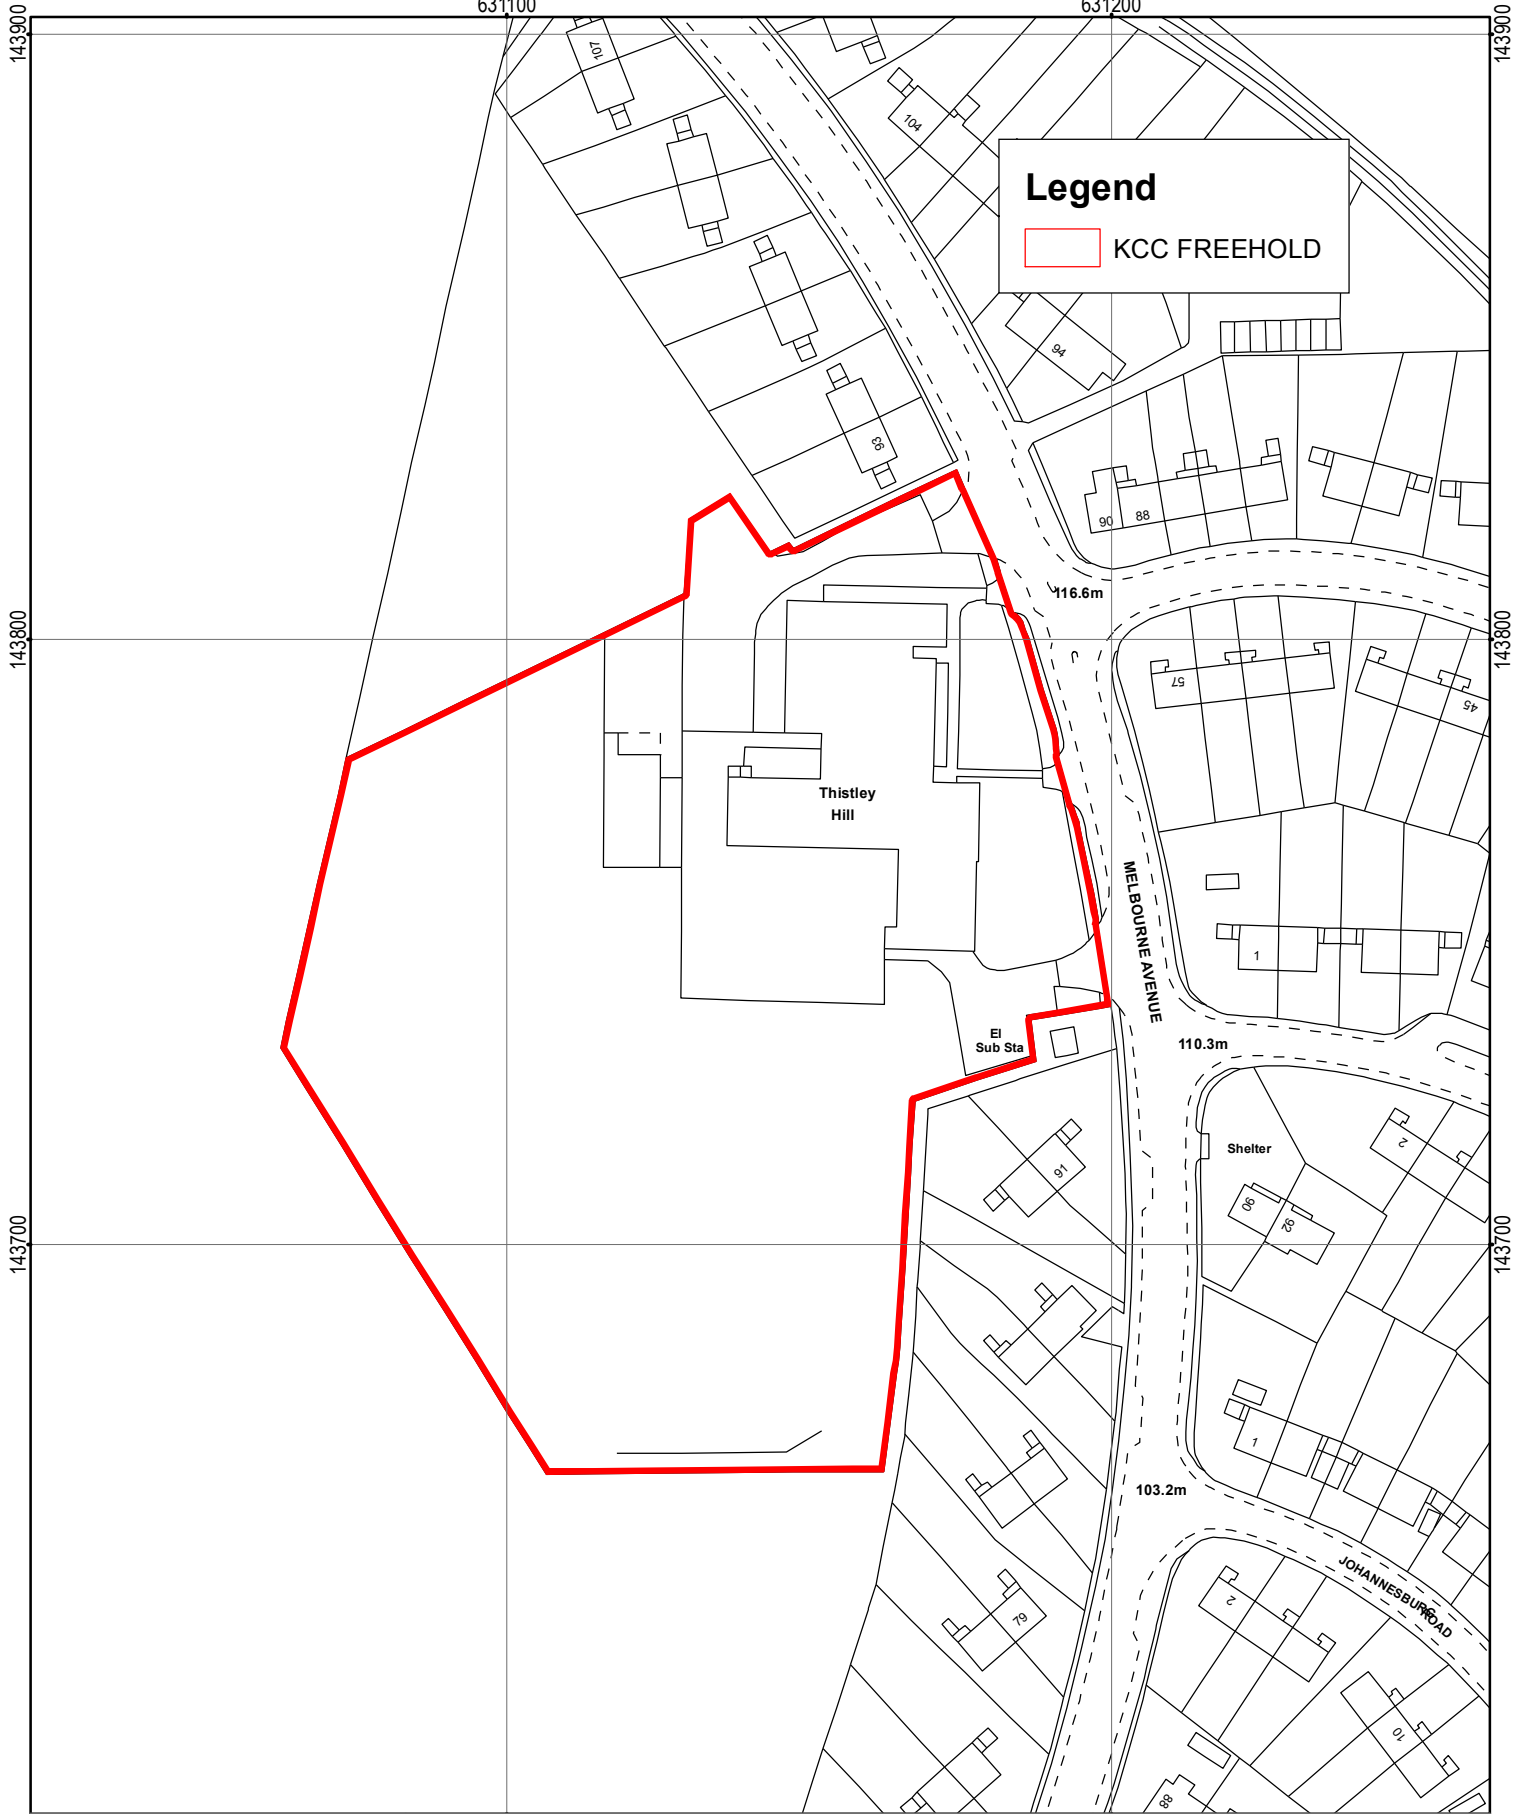 631100
631200
143900
143900
107
104
Legend
KCC FREEHOLD
94
93
90
88
116.6m
143800
143800
57
45
Thistley
Hill
MELBOURNE AVENUE
1
El
Sub Sta
110.3m
2
Shelter
91
90
92
143700
143700
1
103.2m
JOHANNESBURG
ROAD
2
79
10
88